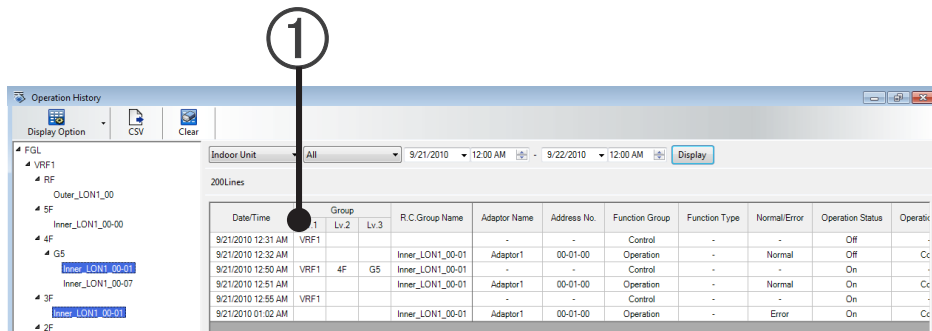 1
Operation History
Display Option CSV Clear
FGL
VRF1
RF
Outer_LON1_00
5F
Inner_LON1_00-00
4F
G5
Inner_LON1_00-01
Inner_LON1_00-07
3F
Inner_LON1_00-01
2F
Indoor Unit All 9/21/2010 12:00 AM - 9/22/2010 12:00 AM Display
200Lines
Date/Time Group R.C.Group Name Adaptor Name Address No. Function Group Function Type Normal/Error Operation Status
Lv.2 Lv.3
9/21/2010 12:31 AM VRF1 - - Control - - Off -
9/21/2010 12:32 AM Inner_LON1_00-01 Adaptor1 00-01-00 Operation - Normal Off
9/21/2010 12:50 AM VRF1 4F G5 - - Control - - On -
9/21/2010 12:51 AM Inner_LON1_00-01 Adaptor1 00-01-00 Operation - Normal On
9/21/2010 12:55 AM VRF1 - - Control - - On -
9/21/2010 01:02 AM Inner_LON1_00-01 Adaptor1 00-01-00 Operation - Error On